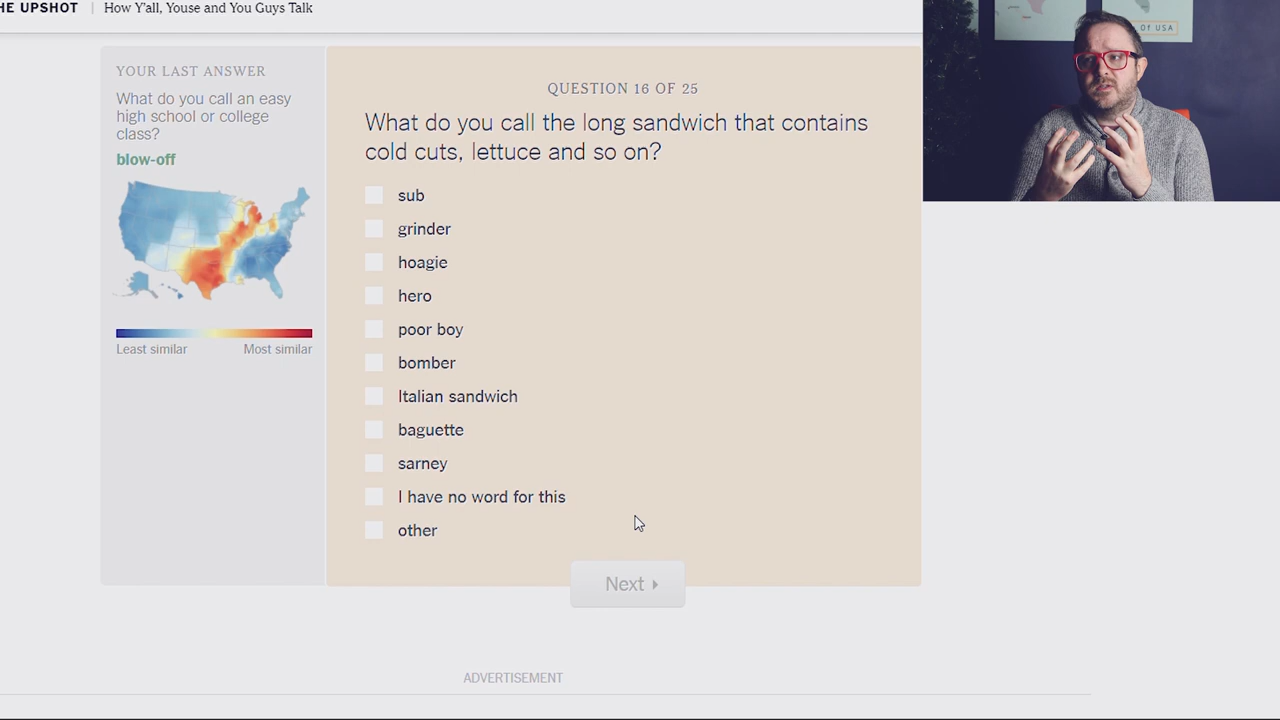 HE UPSHOT | How Y'all, Youse and You Guys Talk
YOUR LAST ANSWER
What do you call an easy
high school or college
class?
blow-off
Least similar
Most similar
QUESTION 16 OF 25
What do you call the long sandwich that contains
cold cuts, lettuce and so on?
sub
grinder
hoagie
hero
poor boy
bomber
Italian sandwich
baguette
sarney
I have no word for this
other
Next
ADVERTISEMENT
Of USA